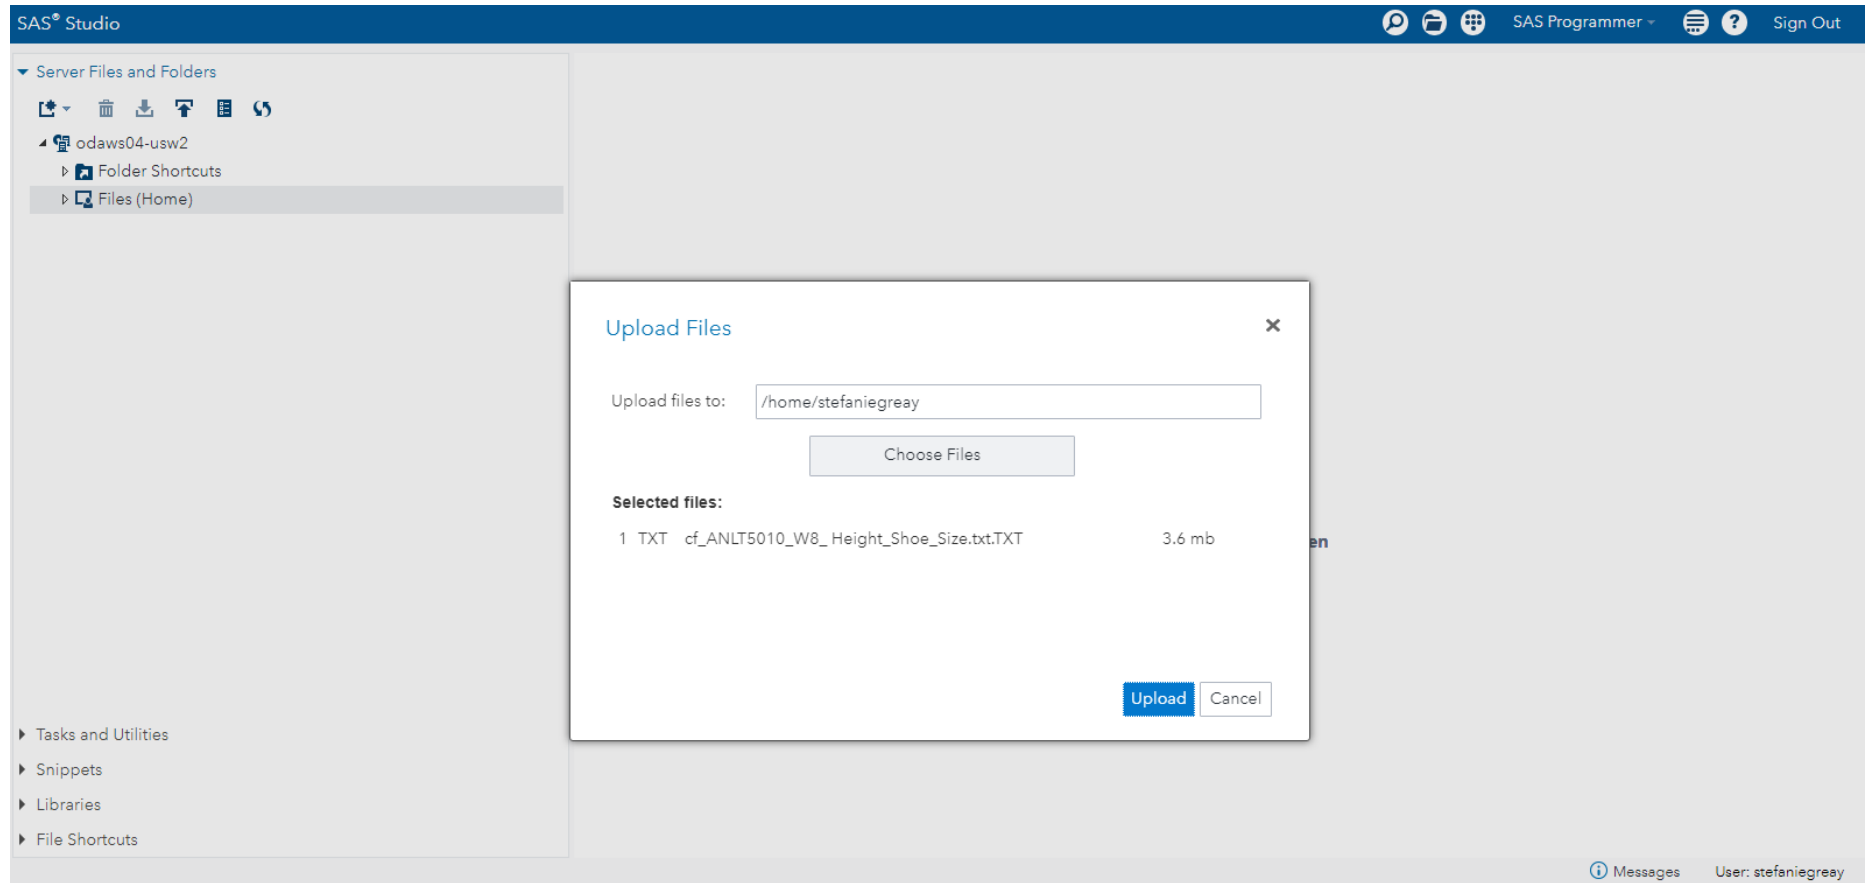 SAS® Studio
SAS Programmer
Sign Out
Server Files and Folders
odaws04-usw2
Folder Shortcuts
Files (Home)
Upload Files
Upload files to:
/home/stefaniegreay
Choose Files
Selected files:
1 TXT cf_ANLT5010_W8_ Height_Shoe_Size.txt.TXT 3.6 mb
en
Upload
Cancel
Tasks and Utilities
Snippets
Libraries
File Shortcuts
Messages
User: stefaniegreay